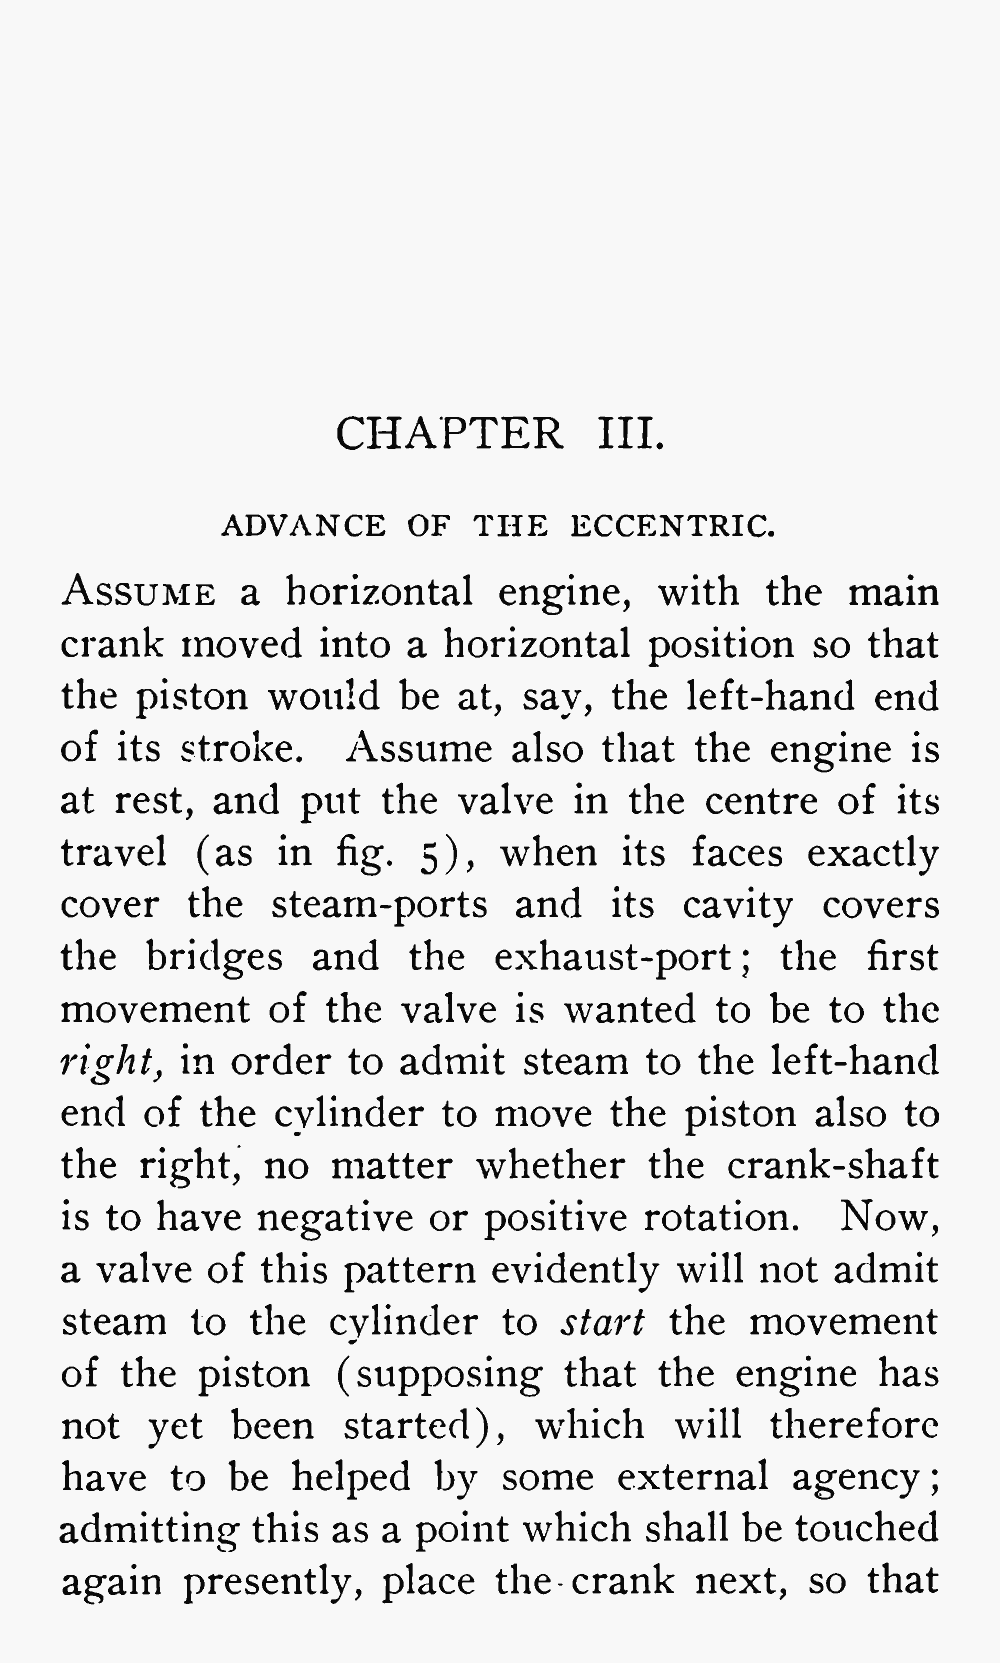 CHAPTER III.
ADVANCE OF THE ECCENTRIC.
ASSUME a horizontal engine, with the main
crank moved into a horizontal position so that
the piston would be at, say, the left-hand end
of its stroke. Assume also that the engine is
at rest, and put the valve in the centre of its
travel (as in fig. 5), when its faces exactly
cover the steam-ports and its cavity covers
the bridges and the exhaust-port; the first
movement of the valve is wanted to be to the
right, in order to admit steam to the left-hand
end of the cylinder to move the piston also to
the right, no matter whether the crank-shaft
is to have negative or positive rotation. Now,
a valve of this pattern evidently will not admit
steam to the cylinder to start the movement
of the piston (supposing that the engine has
not yet been started), which will therefore
have to be helped by some external agency;
admitting this as a point which shall be touched
again presently, place the crank next, so that